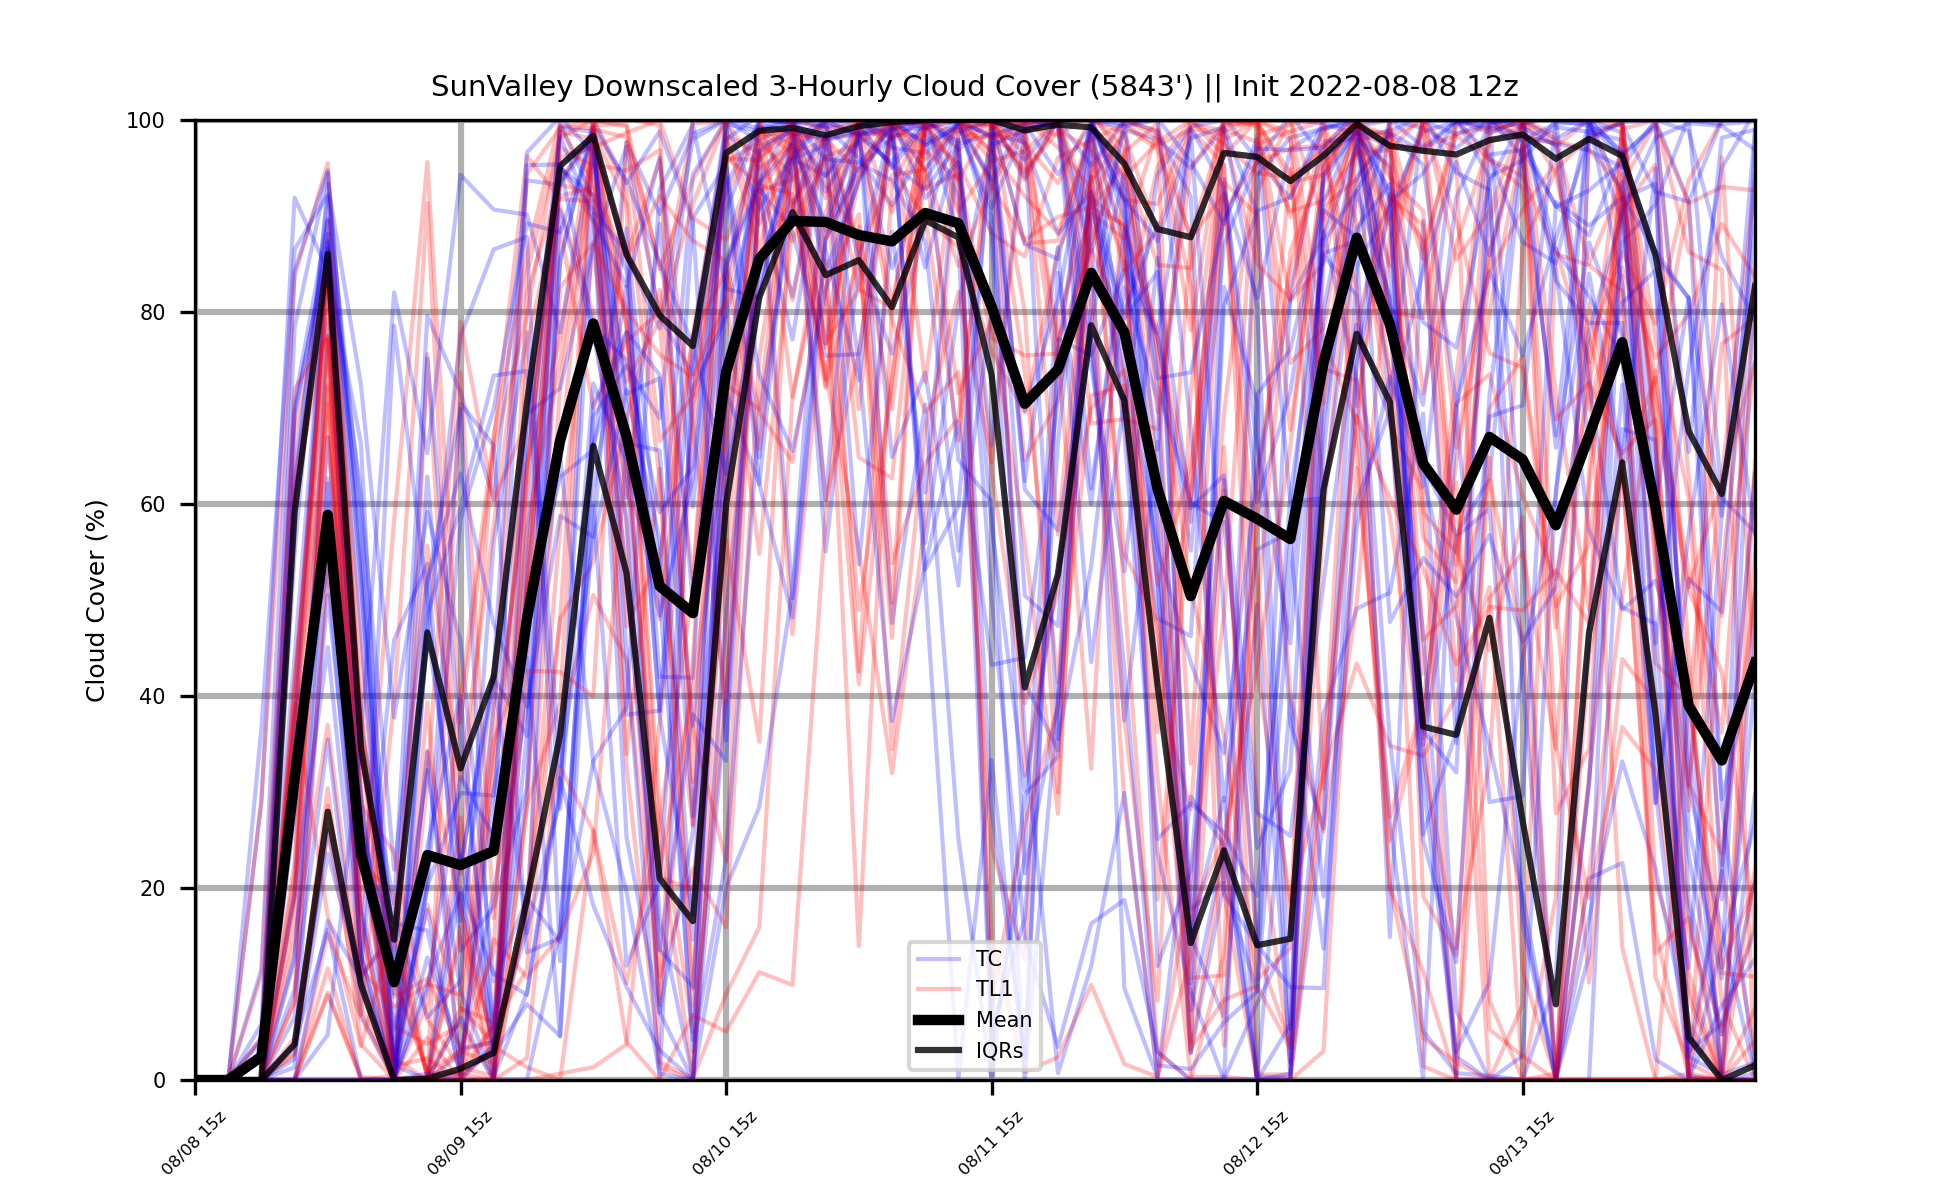 SunValley Downscaled 3-Hourly Cloud Cover (5843') || Init 2022-08-08 12z
100
80
60
40
20
0
Cloud Cover (%)
TC
TL1
Mean
IQRs
08/08 15z
08/09 15z
08/10 15z
08/11 15z
08/12 15z
08/13 15z